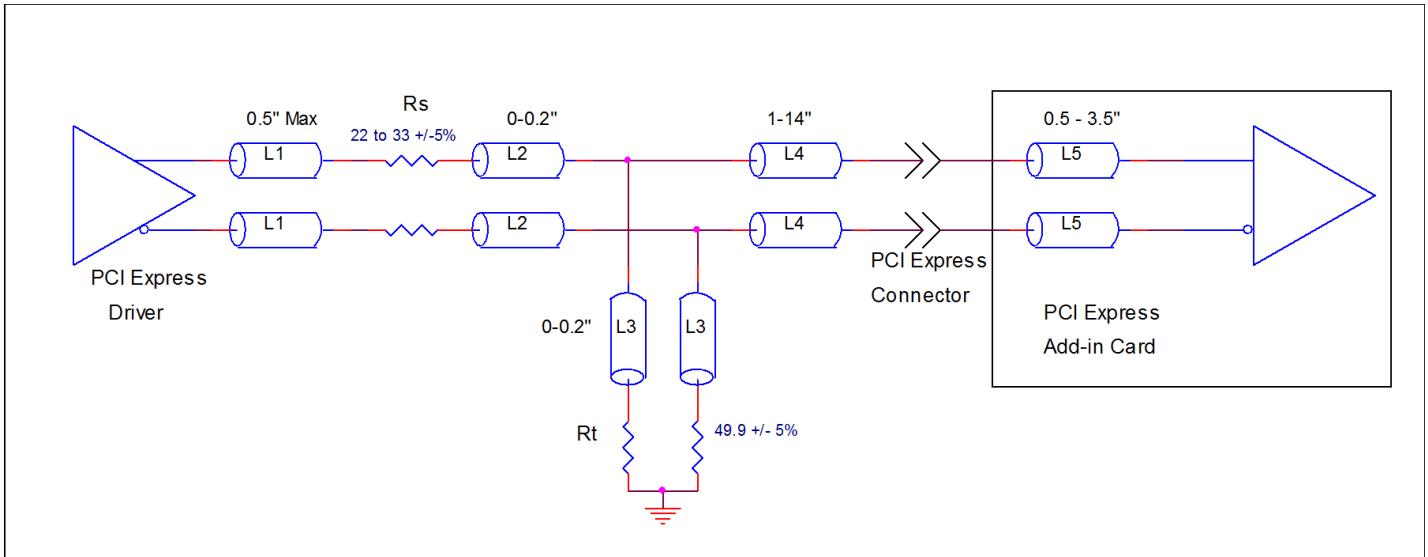 0.5" Max
Rs
22 to 33 +/-5%
0-0.2"
1-14"
0.5 - 3.5"
L1
L2
L4
L5
L1
L2
L4
L5
PCI Express
Driver
PCI Express
Connector
0-0.2"
L3
L3
PCI Express
Add-in Card
Rt
49.9 +/- 5%